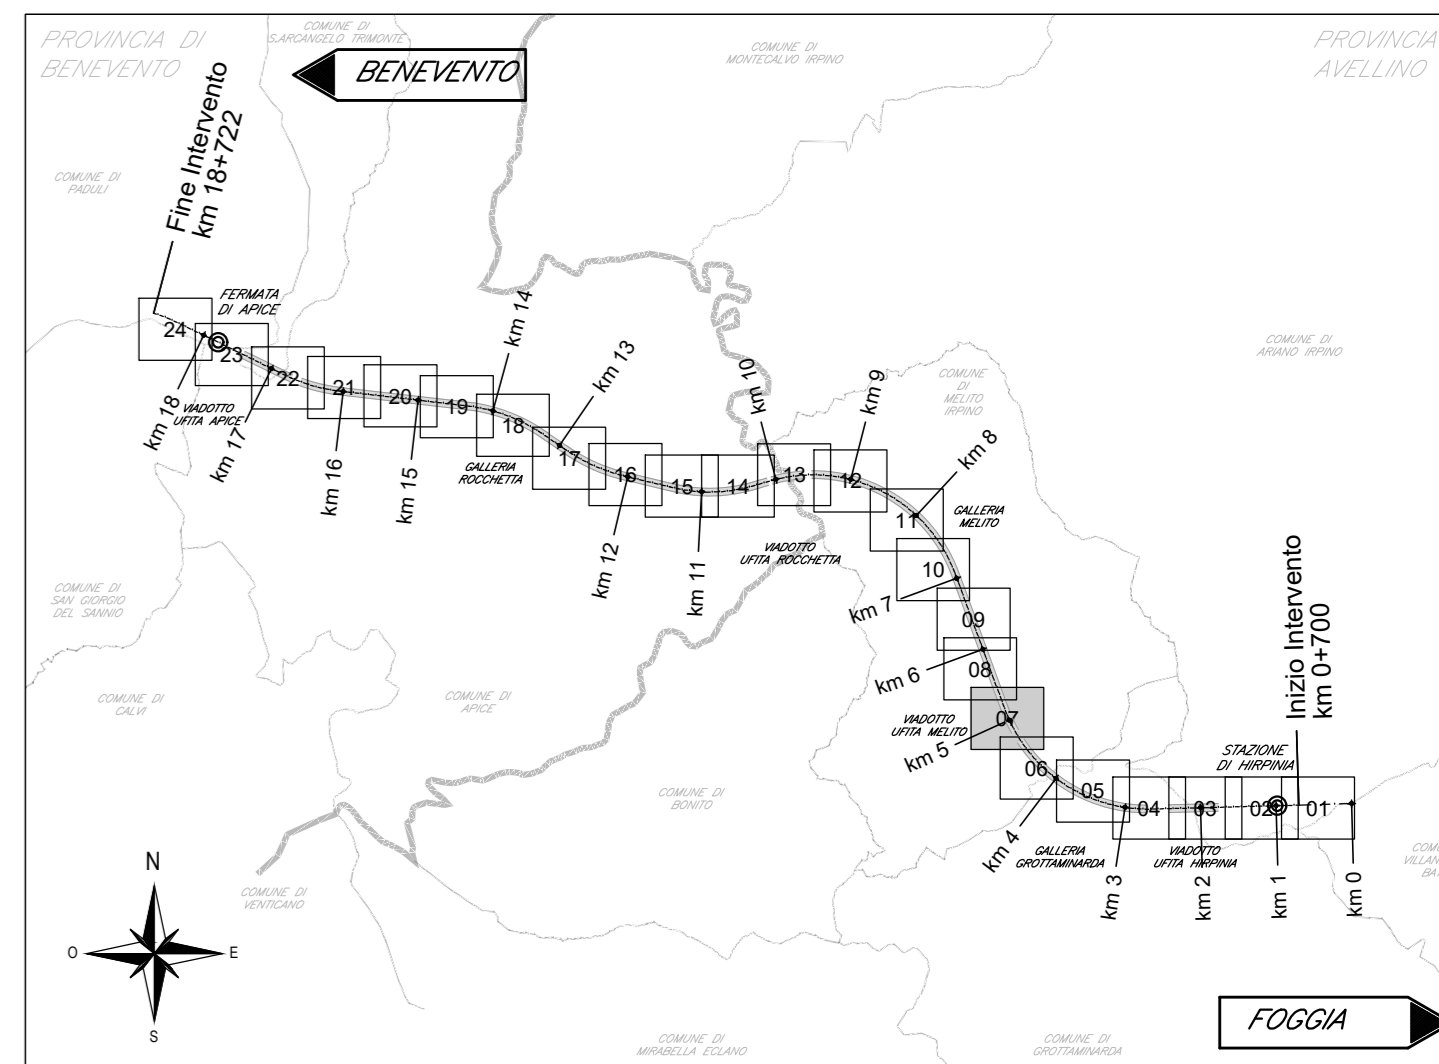 PROVINCIA DI
BENEVENTO
COMUNE DI
S.ARCANGELO TRIMONTE
BENEVENTO
COMUNE DI
MONTECALVO IRPINO
PROVINCIA
AVELLINO
Fine Intervento
km 18+722
COMUNE DI
PADULI
FERMATA
DI APICE
24
23
22
21
20
19
18
17
16
15
14
13
12
11
10
09
08
07
06
05
04
03
02
01
km 18
VIADOTTO
UFITA APICE
km 17
km 16
km 15
km 14
km 13
GALLERIA
ROCCHETTA
km 12
km 11
km 10
km 9
km 8
COMUNE DI
ARIANO IRPINO
COMUNE
DI
MELITO
IRPINO
GALLERIA
MELITO
VIADOTTO
UFITA ROCCHETTA
km 7
km 6
COMUNE DI
SAN GIORGIO
DEL SANNIO
COMUNE DI
CALVI
COMUNE DI
APICE
VIADOTTO
UFITA MELITO
km 5
Inizio Intervento
km 0+700
STAZIONE
DI HIRPINIA
COMUNE DI
BONITO
km 4
GALLERIA
GROTTAMINARDA
VIADOTTO
UFITA HIRPINIA
km 3
km 2
km 1
km 0
COMU
VILLAN
BA
COMUNE DI
VENTICANO
N
O
E
S
COMUNE DI
MIRABELLA ECLANO
COMUNE DI
GROTTAMINARDA
FOGGIA